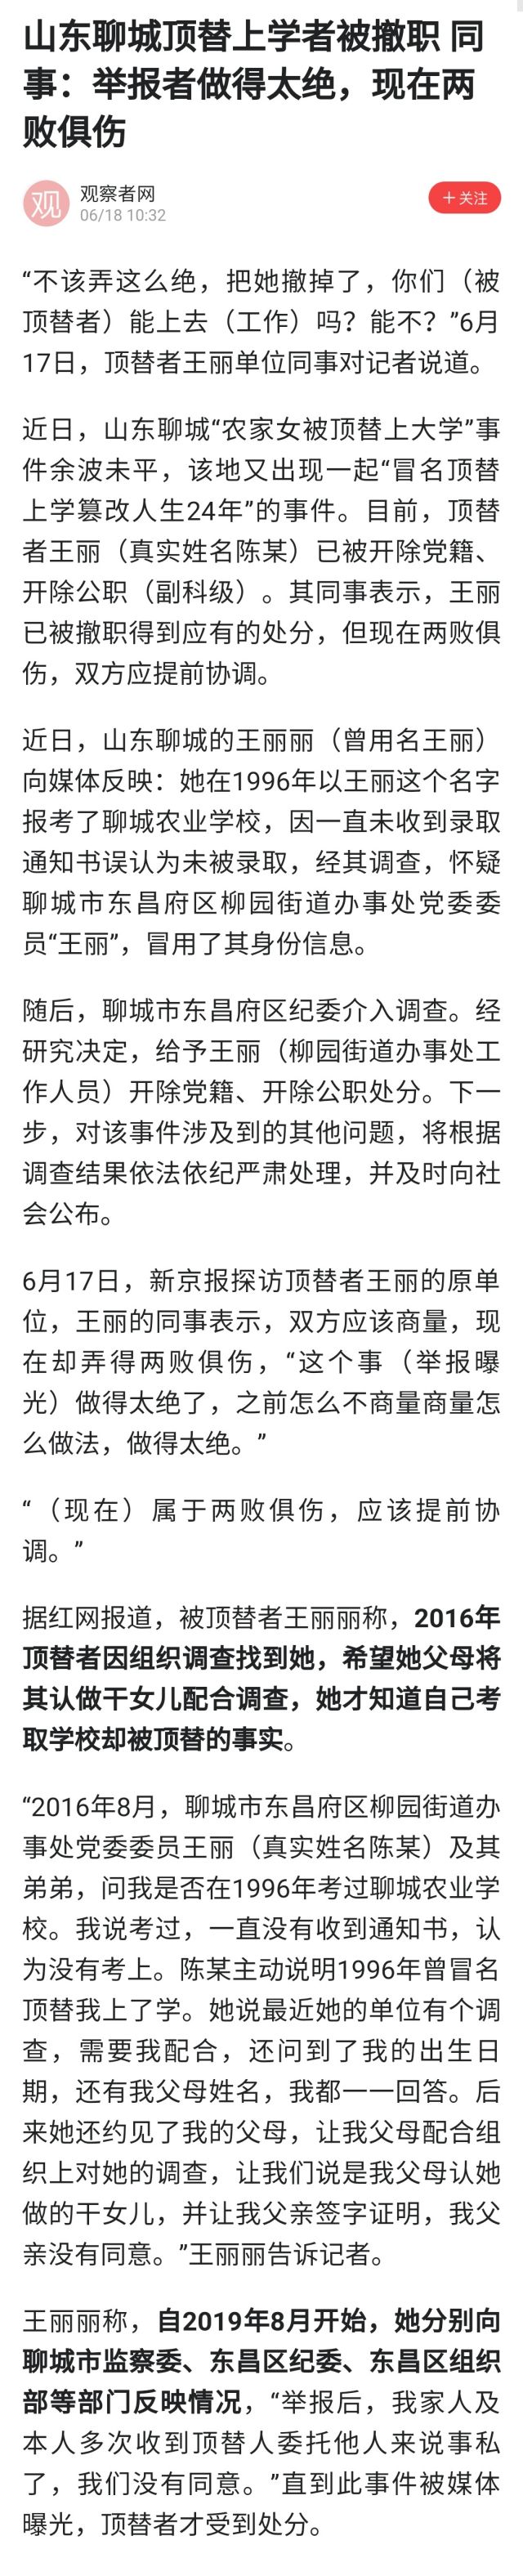 山东聊城顶替上学者被撤职 同
事：举报者做得太绝，现在两
败俱伤
观
观察者网
06/18 10:32
＋关注
“不该弄这么绝，把她撤掉了，你们（被
顶替者）能上去（工作）吗？能不？”6月
17日，顶替者王丽单位同事对记者说道。
近日，山东聊城“农家女被顶替上大学”事
件余波未平，该地又出现一起“冒名顶替
上学篡改人生24年”的事件。目前，顶替
者王丽（真实姓名陈某）已被开除党籍、
开除公职（副科级）。其同事表示，王丽
已被撤职得到应有的处分，但现在两败俱
伤，双方应提前协调。
近日，山东聊城的王丽丽（曾用名王丽）
向媒体反映：她在1996年以王丽这个名字
报考了聊城农业学校，因一直未收到录取
通知书误认为未被录取，经其调查，怀疑
聊城市东昌府区柳园街道办事处党委委
员“王丽”，冒用了其身份信息。
随后，聊城市东昌府区纪委介入调查。经
研究决定，给予王丽（柳园街道办事处工
作人员）开除党籍、开除公职处分。下一
步，对该事件涉及到的其他问题，将根据
调查结果依法依纪严肃处理，并及时向社
会公布。
6月17日，新京报探访顶替者王丽的原单
位，王丽的同事表示，双方应该商量，现
在却弄得两败俱伤，“这个事（举报曝
光）做得太绝了，之前怎么不商量商量怎
么做法，做得太绝。”
“（现在）属于两败俱伤，应该提前协
调。”
据红网报道，被顶替者王丽丽称，2016年
顶替者因组织调查找到她，希望她父母将
其认做干女儿配合调查，她才知道自己考
取学校却被顶替的事实。
“2016年8月，聊城市东昌府区柳园街道办
事处党委委员王丽（真实姓名陈某）及其
弟弟，问我是否在1996年考过聊城农业学
校。我说考过，一直没有收到通知书，认
为没有考上。陈某主动说明1996年曾冒名
顶替我上了学。她说最近她的单位有个调
查，需要我配合，还问到了我的出生日
期，还有我父母姓名，我都一一回答。后
来她还约见了我的父母，让我父母配合组
织上对她的调查，让我们说是我父母认她
做的干女儿，并让我父亲签字证明，我父
亲没有同意。”王丽丽告诉记者。
王丽丽称，自2019年8月开始，她分别向
聊城市监察委、东昌区纪委、东昌区组织
部等部门反映情况，“举报后，我家人及
本人多次收到顶替人委托他人来说事私
了，我们没有同意。”直到此事件被媒体
曝光，顶替者才受到处分。